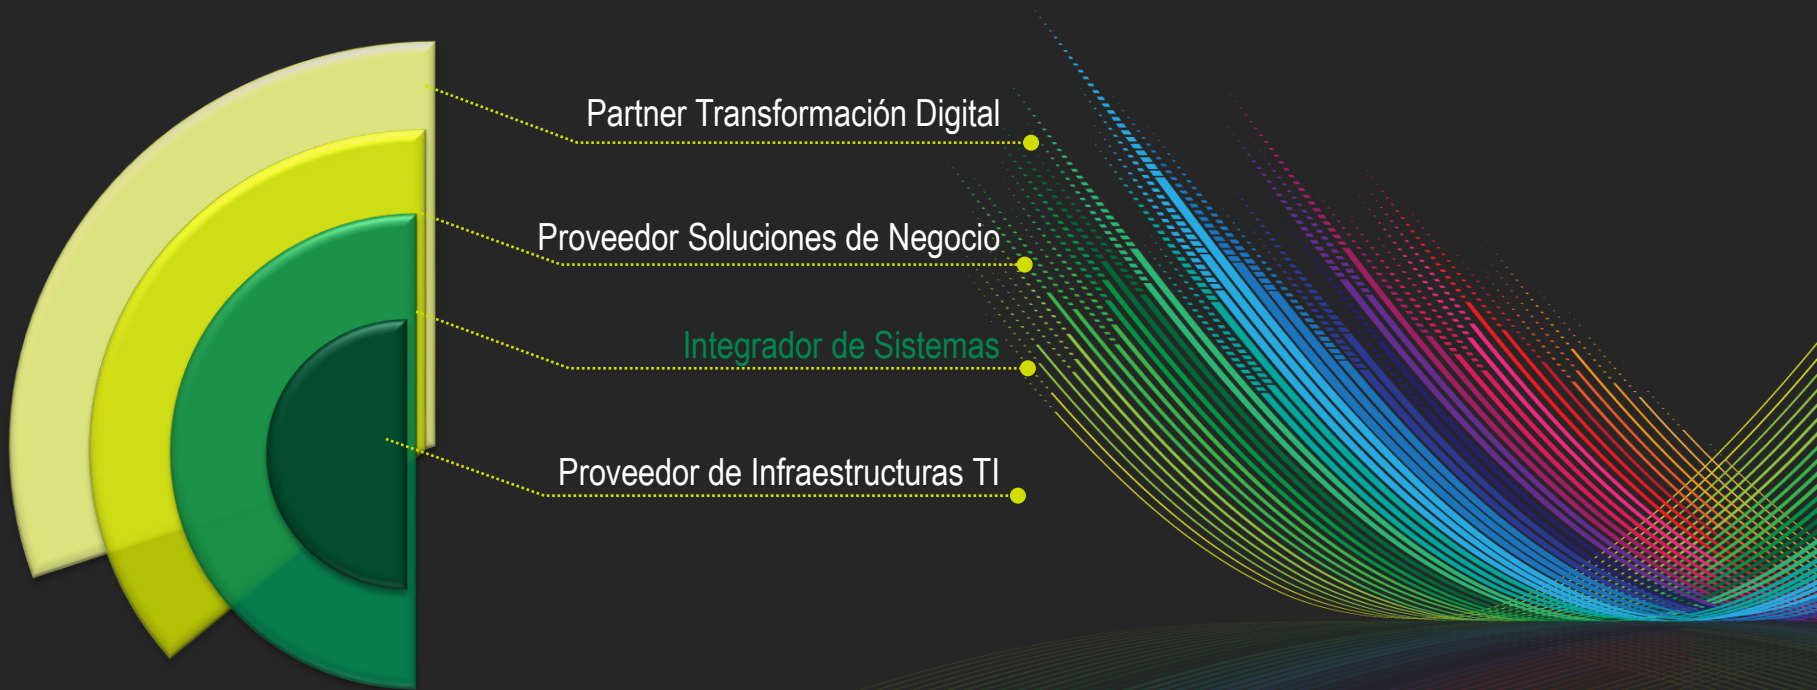 Partner Transformación Digital
Proveedor Soluciones de Negocio
Integrador de Sistemas
Proveedor de Infraestructuras TI